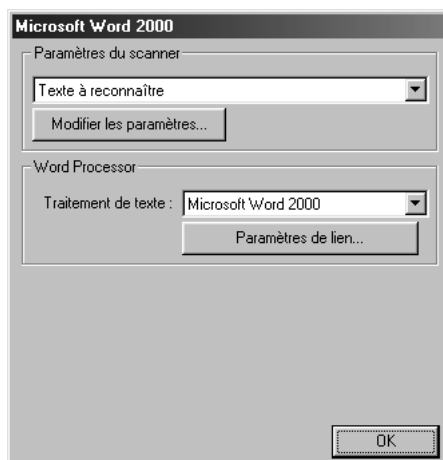 Microsoft Word 2000
Paramètres du scanner
Texte à reconnaître
Modifier les paramètres...
Word Processor
Traitement de texte : Microsoft Word 2000
Paramètres de lien...
OK